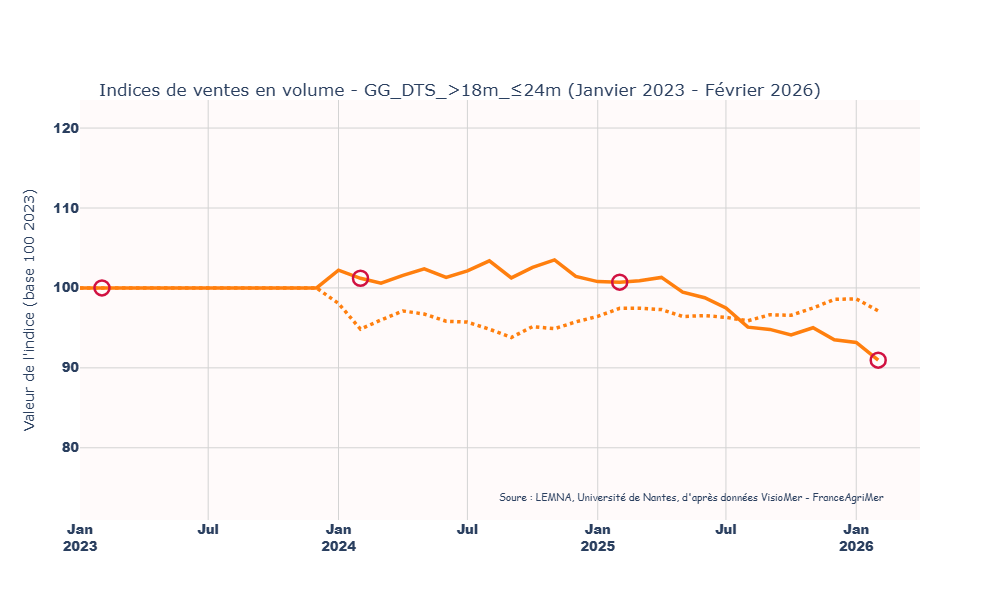 Indices de ventes en volume - GG_DTS_>18m_≤24m (Janvier 2023 - Février 2026)
Valeur de l'indice (base 100 2023)
120
110
100
90
80
Soure : LEMNA, Université de Nantes, d'après données VisioMer - FranceAgriMer
Jan Jul Jan Jul Jan Jul Jan
2023 2024 2025 2026